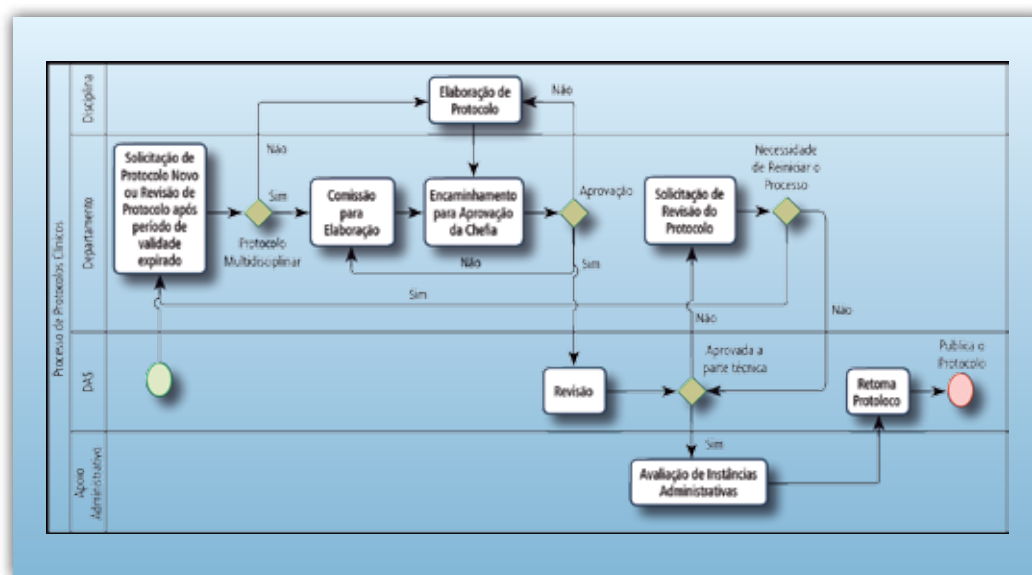 Processo de Protocolos Clínicos
Disciplina
Elaboração de
Protocolo
Não
Não
Departamento
Solicitação de
Protocolo Novo
ou Revisão de
Protocolo após
período de
validade
expirado
Sim
Protocolo
Multidisciplinar
Comissão
para
Elaboração
Encaminhamento
para Aprovação
da Chefia
Aprovação
Não
Sim
Sim
Solicitação de
Revisão do
Protocolo
Necessidade
de Reiniciar o
Processo
Não
Não
DAS
Revisão
Aprovada a
parte técnica
Retorna
Protoloco
Publica o
Protocolo
Sim
Apoio
Administrativo
Avaliação de Instâncias
Administrativas